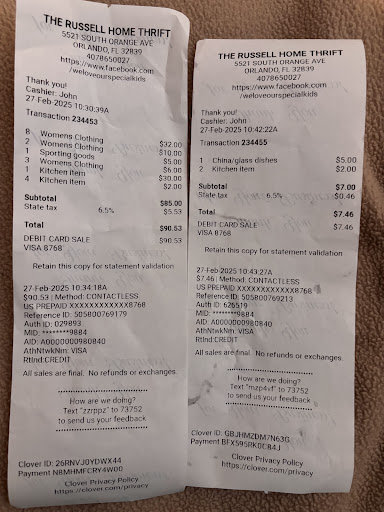 THE RUSSELL HOME THRIFT
5521 SOUTH ORANGE AVE
ORLANDO, FL 32839
4078650027
https://www.facebook.com
/weloveourspecialkids
Thank you!
Cashier: John
27-Feb-2025 10:30:39A
Transaction 234453
8 Womens Clothing $32.00
2 Womens Clothing $10.00
1 Sporting goods $5.00
3 Womens Clothing $6.00
1 Kitchen Item $30.00
4 Kitchen Item $2.00
Subtotal $85.00
State tax 6.5% $5.53
Total $90.53
DEBIT CARD SALE $90.53
VISA 8768
Retain this copy for statement validation
27-Feb-2025 10:34:18A
$90.53 | Method: CONTACTLESS
US PREPAID XXXXXXXXXXXX8768
Reference ID: 505800769179
Auth ID: 029893
MID: ********9884
AID: A0000000980840
AthNtwkNm: VISA
RtInd:CREDIT
All sales are final. No refunds or exchanges.
How are we doing?
Text "zzrppz" to 73752
to send us your feedback
Clover ID: 26RNVJ0YDWX44
Payment N8MHMFCRY4W00
Clover Privacy Policy
https://clover.com/privacy
THE RUSSELL HOME THRIFT
5521 SOUTH ORANGE AVE
ORLANDO, FL 32839
4078650027
https://www.facebook.com
/weloveourspecialkids
Thank you!
Cashier: John
27-Feb-2025 10:42:22A
Transaction 234455
1 China/glass dishes $5.00
2 Kitchen Item $2.00
Subtotal $7.00
State tax 6.5% $0.46
Total $7.46
DEBIT CARD SALE $7.46
VISA 8768
Retain this copy for statement validation
27-Feb-2025 10:43:27A
$7.46 | Method: CONTACTLESS
US PREPAID XXXXXXXXXXXX8768
Reference ID: 505800769213
Auth ID: 626519
MID: ********9884
AID: A0000000980840
AthNtwkNm: VISA
RtInd:CREDIT
All sales are final. No refunds or exchanges.
How are we doing?
Text "mzp4vf" to 73752
to send us your feedback
Clover ID: GBJHMZDM7N63G
Payment BFX595RK0C84J
Clover Privacy Policy
https://clover.com/privacy